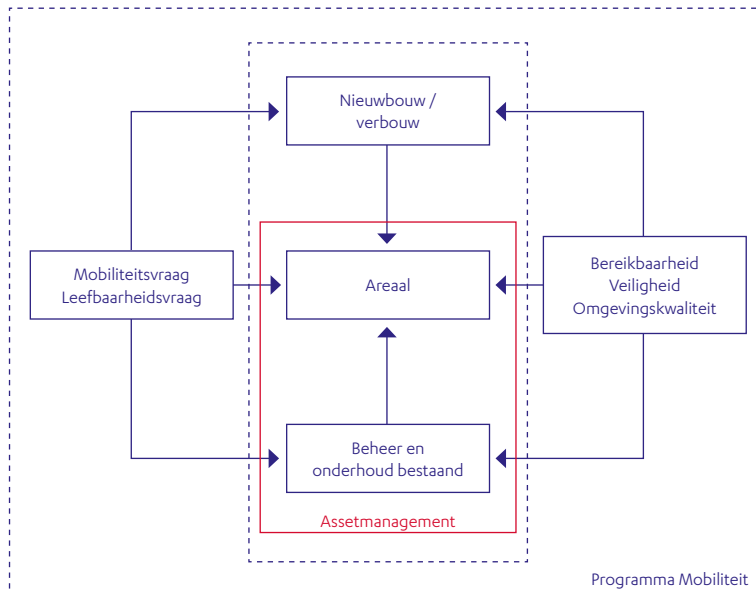 Nieuwbouw /
verbouw
Mobiliteitsvraag
Leefbaarheidsvraag
Areaal
Bereikbaarheid
Veiligheid
Omgevingskwaliteit
Beheer en
onderhoud bestaand
Assetmanagement
Programma Mobiliteit